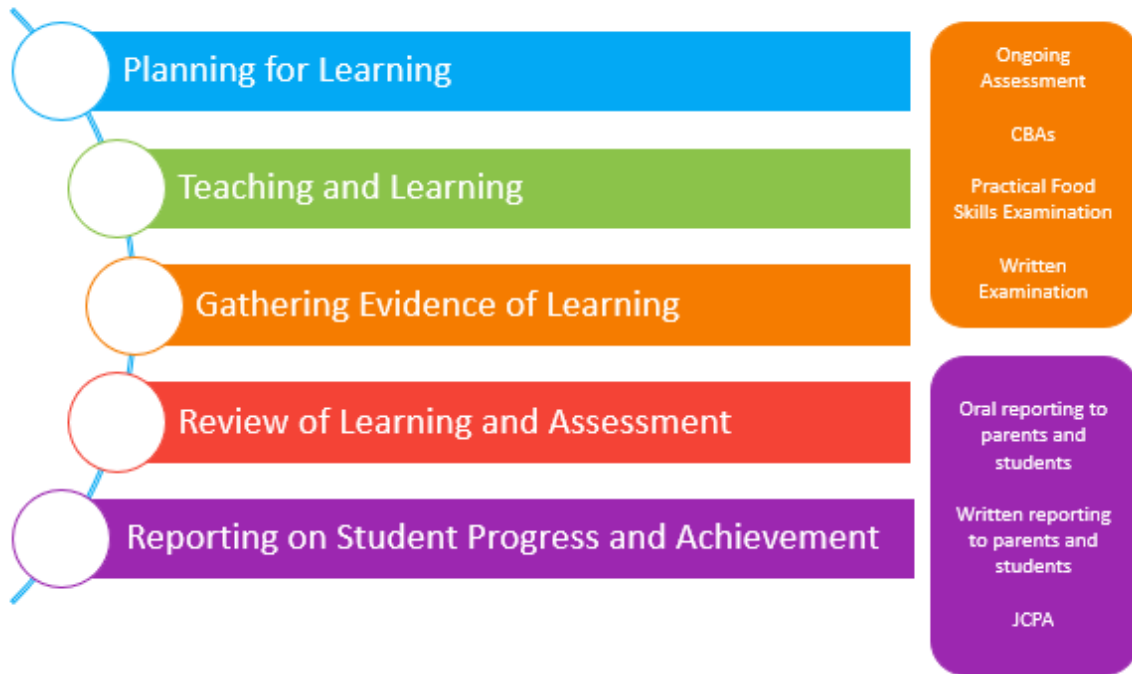 Planning for Learning
Teaching and Learning
Gathering Evidence of Learning
Review of Learning and Assessment
Reporting on Student Progress and Achievement
Ongoing
Assessment
CBAs
Practical Food
Skills Examination
Written
Examination
Oral reporting to
parents and
students
Written reporting
to parents and
students
JCPA